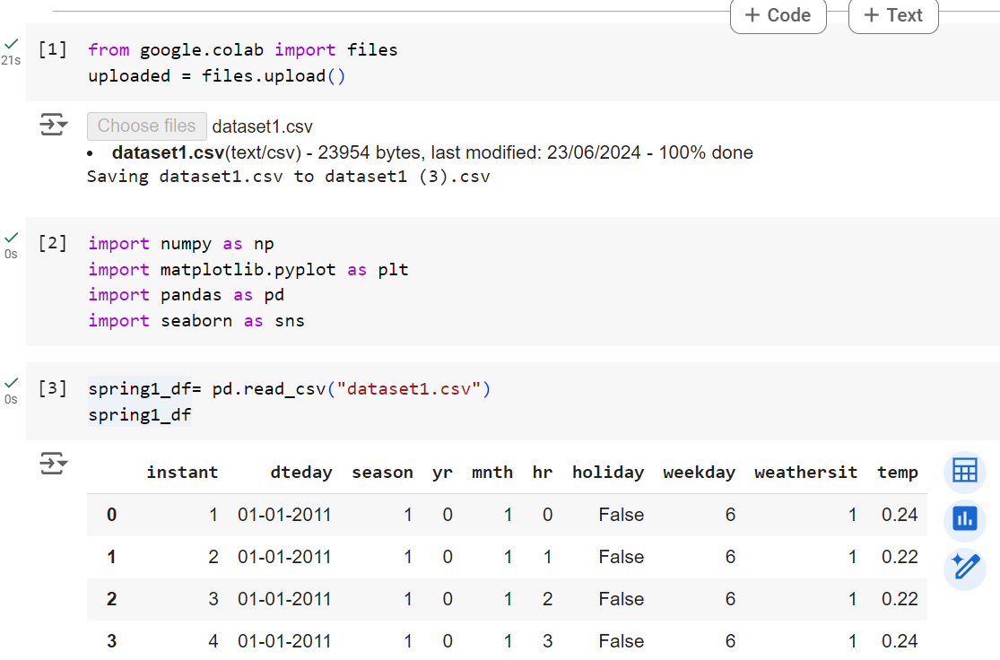 + Code + Text
21s
[1] from google.colab import files
uploaded = files.upload()
Choose files dataset1.csv
• dataset1.csv(text/csv) - 23954 bytes, last modified: 23/06/2024 - 100% done
Saving dataset1.csv to dataset1 (3).csv
[2] import numpy as np
0s
import matplotlib.pyplot as plt
import pandas as pd
import seaborn as sns
[3] spring1_df= pd.read_csv("dataset1.csv")
0s
spring1_df
instant dteday season yr mnth hr holiday weekday weathersit temp
0 1 01-01-2011 1 0 1 0 False 6 1 0.24
1 2 01-01-2011 1 0 1 1 False 6 1 0.22
2 3 01-01-2011 1 0 1 2 False 6 1 0.22
3 4 01-01-2011 1 0 1 3 False 6 1 0.24